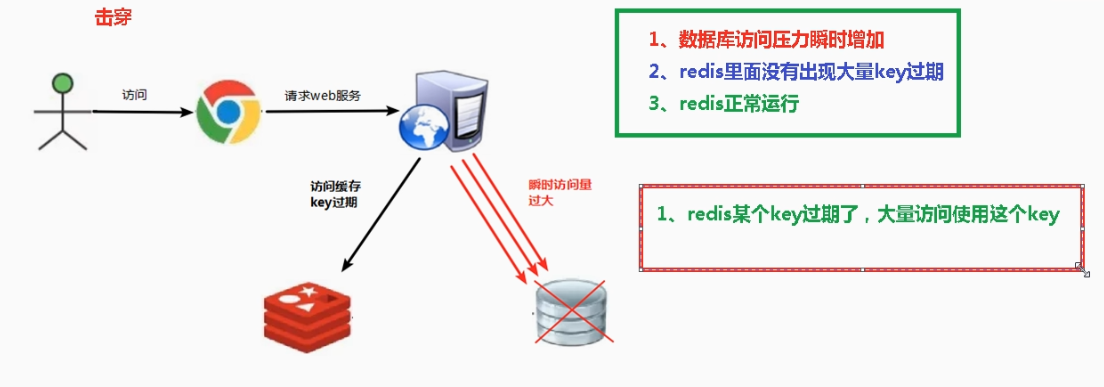 击穿
访问
请求web服务
访问缓存
key过期
瞬时访问量
过大
1、数据库访问压力瞬时增加
2、redis里面没有出现大量key过期
3、redis正常运行
1、redis某个key过期了，大量访问使用这个key